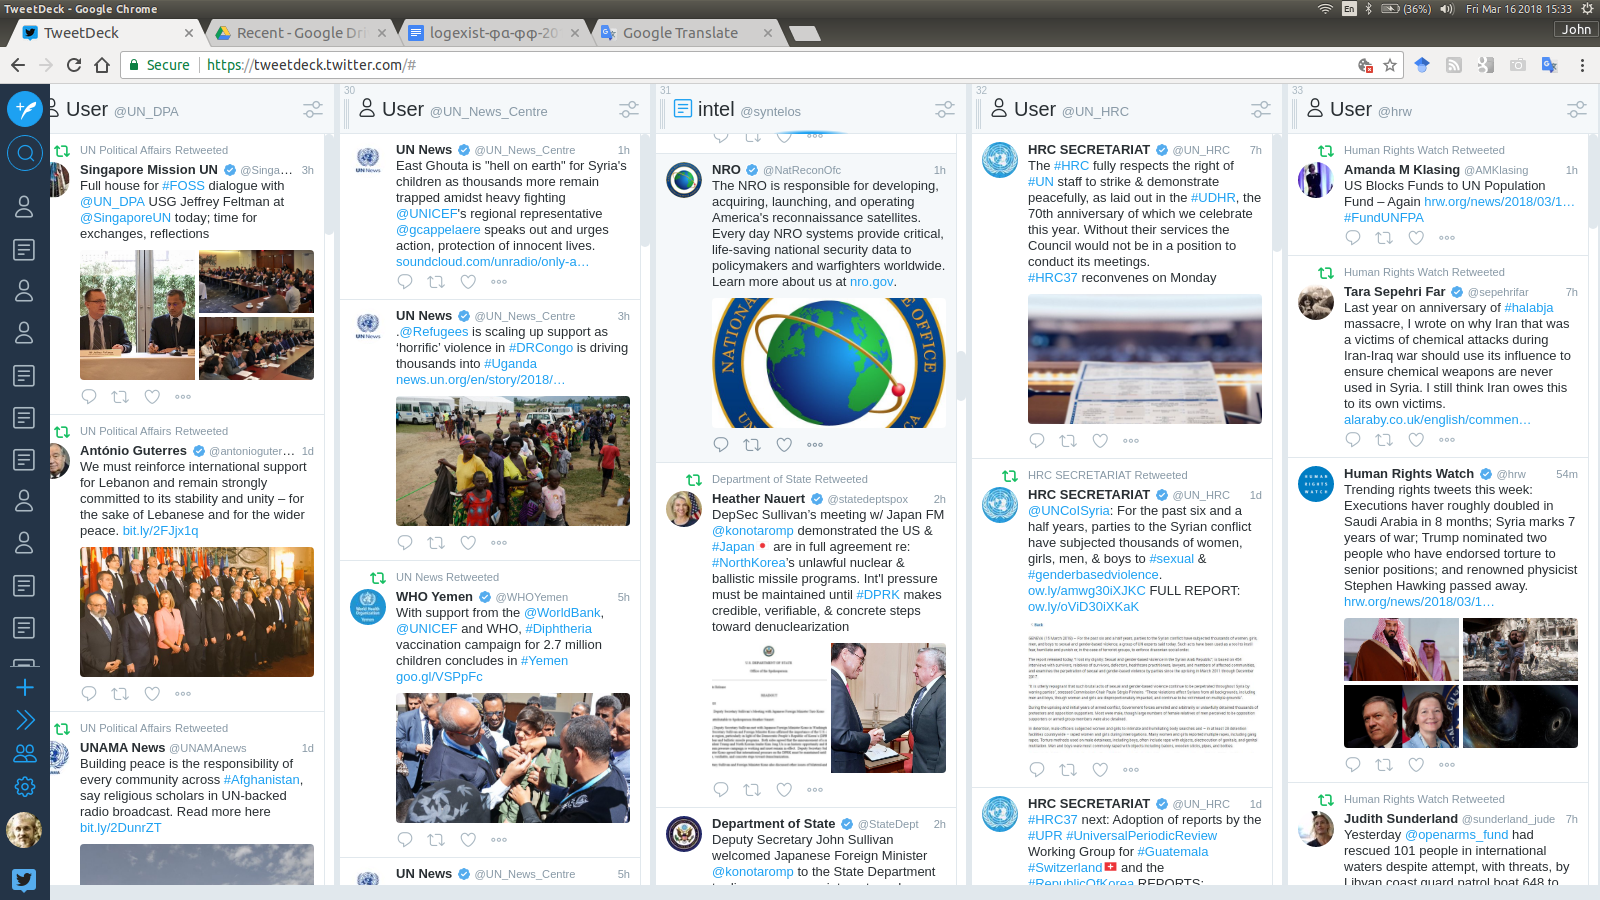 TweetDeck - Google Chrome
En
(36%)
Fri Mar 16 2018 15:33
TweetDeck
Recent - Google Dri
logexist-φα-φφ-20
Google Translate
John
Secure
https://tweetdeck.twitter.com/#
User @UN_DPA
UN Political Affairs Retweeted
Singapore Mission UN @Singa... 3h
Full house for #FOSS dialogue with
@UN_DPA USG Jeffrey Feltman at
@SingaporeUN today; time for
exchanges, reflections
UN Political Affairs Retweeted
António Guterres @antonioguter... 1d
We must reinforce international support
for Lebanon and remain strongly
committed to its stability and unity – for
the sake of Lebanese and for the wider
peace. bit.ly/2FJjx1q
UN Political Affairs Retweeted
UNAMA News @UNAMAnews 1d
Building peace is the responsibility of
every community across #Afghanistan,
say religious scholars in UN-backed
radio broadcast. Read more here
bit.ly/2DunrZT
30
User @UN_News_Centre
UN News @UN_News_Centre 1h
East Ghouta is "hell on earth" for Syria's
children as thousands more remain
trapped amidst heavy fighting
@UNICEF's regional representative
@gcappelaere speaks out and urges
action, protection of innocent lives.
soundcloud.com/unradio/only-a…
UN News @UN_News_Centre 3h
.@Refugees is scaling up support as
‘horrific’ violence in #DRCongo is driving
thousands into #Uganda
news.un.org/en/story/2018/…
UN News Retweeted
WHO Yemen @WHOYemen 5h
With support from the @WorldBank,
@UNICEF and WHO, #Diphtheria
vaccination campaign for 2.7 million
children concludes in #Yemen
goo.gl/VSPpFc
UN News @UN_News_Centre 5h
31
intel @syntelos
NRO @NatReconOfc 1h
The NRO is responsible for developing,
acquiring, launching, and operating
America's reconnaissance satellites.
Every day NRO systems provide critical,
life-saving national security data to
policymakers and warfighters worldwide.
Learn more about us at nro.gov.
Department of State Retweeted
Heather Nauert @statedeptspox 2h
DepSec Sullivan's meeting w/ Japan FM
@konotaromp demonstrated the US &
#Japan are in full agreement re:
#NorthKorea's unlawful nuclear &
ballistic missile programs. Int'l pressure
must be maintained until #DPRK makes
credible, verifiable, & concrete steps
toward denuclearization
Department of State @StateDept 2h
Deputy Secretary John Sullivan
welcomed Japanese Foreign Minister
@konotaromp to the State Department
32
User @UN_HRC
HRC SECRETARIAT @UN_HRC 7h
The #HRC fully respects the right of
#UN staff to strike & demonstrate
peacefully, as laid out in the #UDHR, the
70th anniversary of which we celebrate
this year. Without their services the
Council would not be in a position to
conduct its meetings.
#HRC37 reconvenes on Monday
HRC SECRETARIAT Retweeted
HRC SECRETARIAT @UN_HRC 1d
@UNCoISyria: For the past six and a
half years, parties to the Syrian conflict
have subjected thousands of women,
girls, men, & boys to #sexual &
#genderbasedviolence.
ow.ly/amwg30iXJKC FULL REPORT:
ow.ly/oViD30iXKaK
HRC SECRETARIAT @UN_HRC 1d
#HRC37 next: Adoption of reports by the
#UPR #UniversalPeriodicReview
Working Group for #Guatemala
#Switzerland and the
#RepublicOfKorea REPORTS:
33
User @hrw
Human Rights Watch Retweeted
Amanda M Klasing @AMKlasing 1h
US Blocks Funds to UN Population
Fund – Again hrw.org/news/2018/03/1…
#FundUNFPA
Human Rights Watch Retweeted
Tara Sepehri Far @sepehrifar 7h
Last year on anniversary of #halabja
massacre, I wrote on why Iran that was
a victims of chemical attacks during
Iran-Iraq war should use its influence to
ensure chemical weapons are never
used in Syria. I still think Iran owes this
to its own victims.
alaraby.co.uk/english/commen…
Human Rights Watch @hrw 54m
Trending rights tweets this week:
Executions haver roughly doubled in
Saudi Arabia in 8 months; Syria marks 7
years of war; Trump nominated two
people who have endorsed torture to
senior positions; and renowned physicist
Stephen Hawking passed away.
hrw.org/news/2018/03/1…
Human Rights Watch Retweeted
Judith Sunderland @sunderland_jude 7h
Yesterday @openarms_fund had
rescued 101 people in international
waters despite attempt, with threats, by
Libyan coast guard patrol boat 648 to